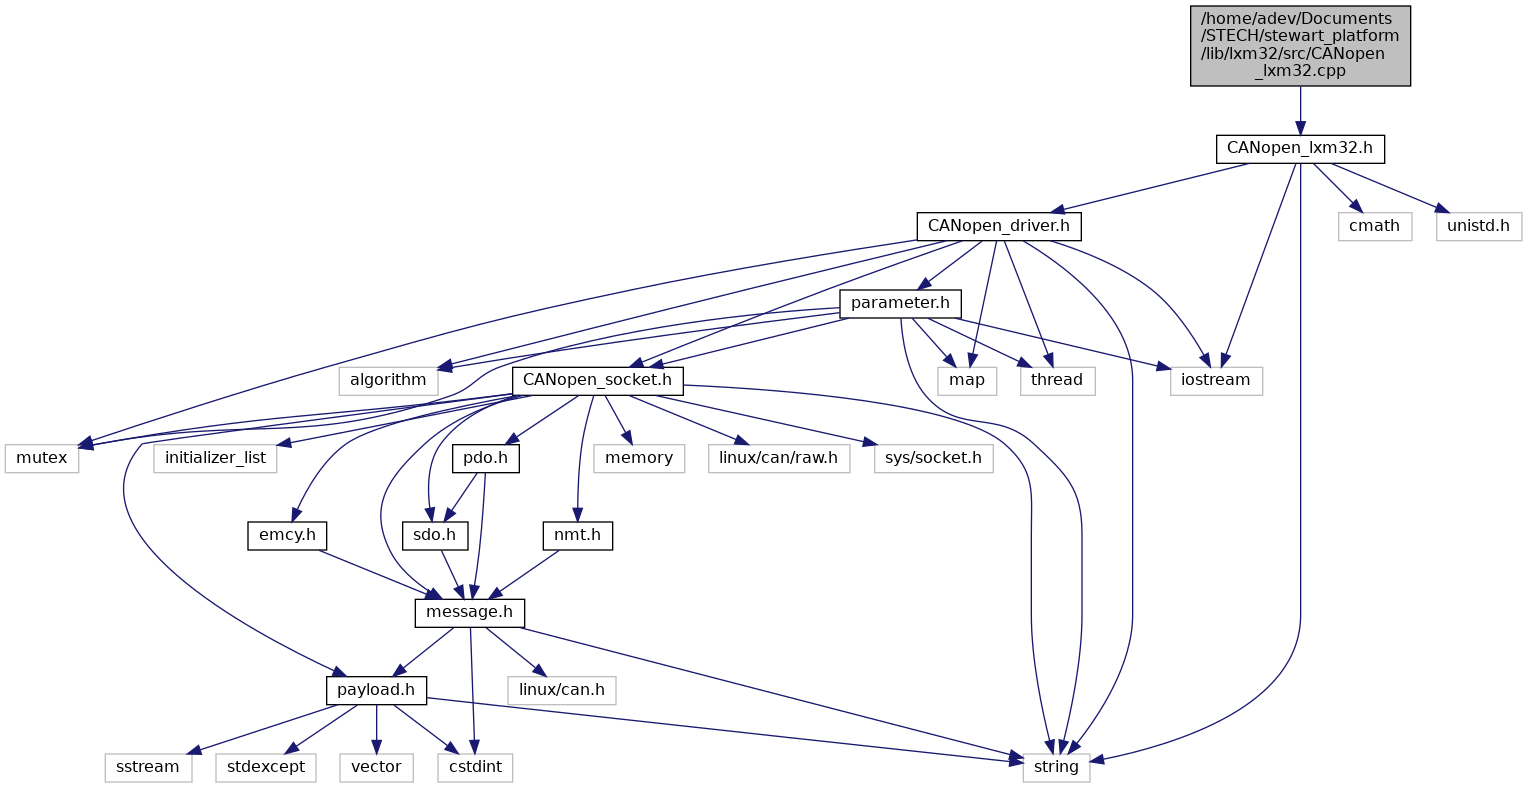 /home/adev/Documents
/STECH/stewart_platform
/lib/lxm32/src/CANopen
_lxm32.cpp
CANopen_lxm32.h
CANopen_driver.h
cmath
unistd.h
parameter.h
algorithm
CANopen_socket.h
map
thread
iostream
mutex
initializer_list
pdo.h
memory
linux/can/raw.h
sys/socket.h
emcy.h
sdo.h
nmt.h
message.h
payload.h
linux/can.h
sstream
stdexcept
vector
cstdint
string